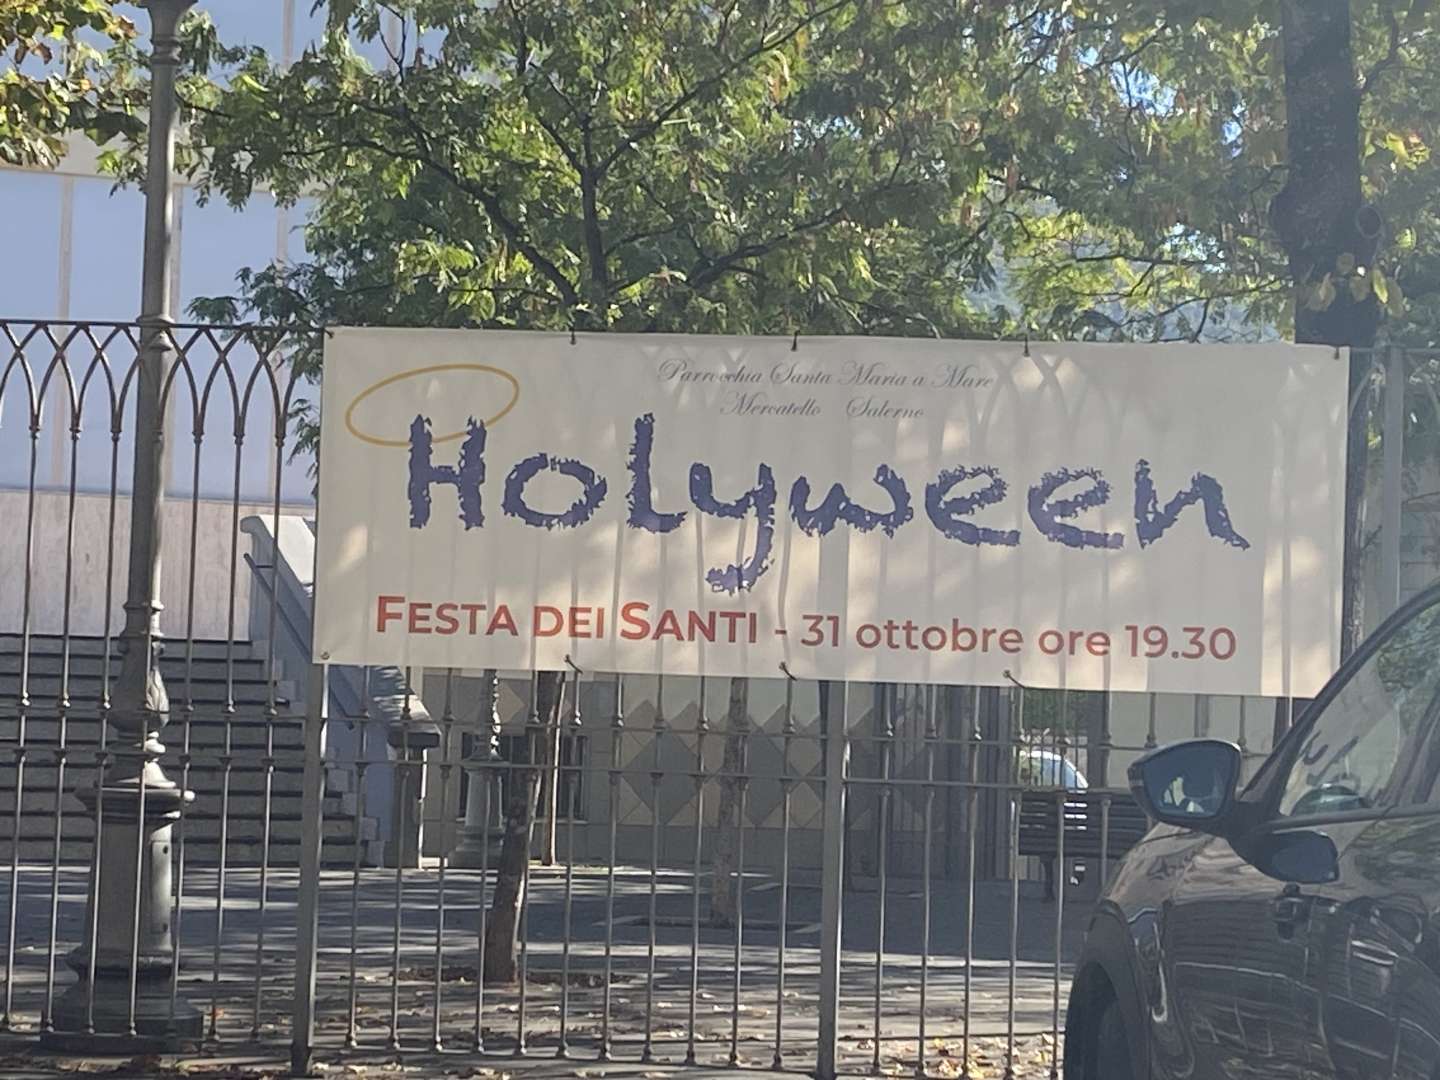 Parrocchia Santa Maria a Mare
Mercatello Salerno
Holyween
FESTA DEI SANTI - 31 ottobre ore 19.30